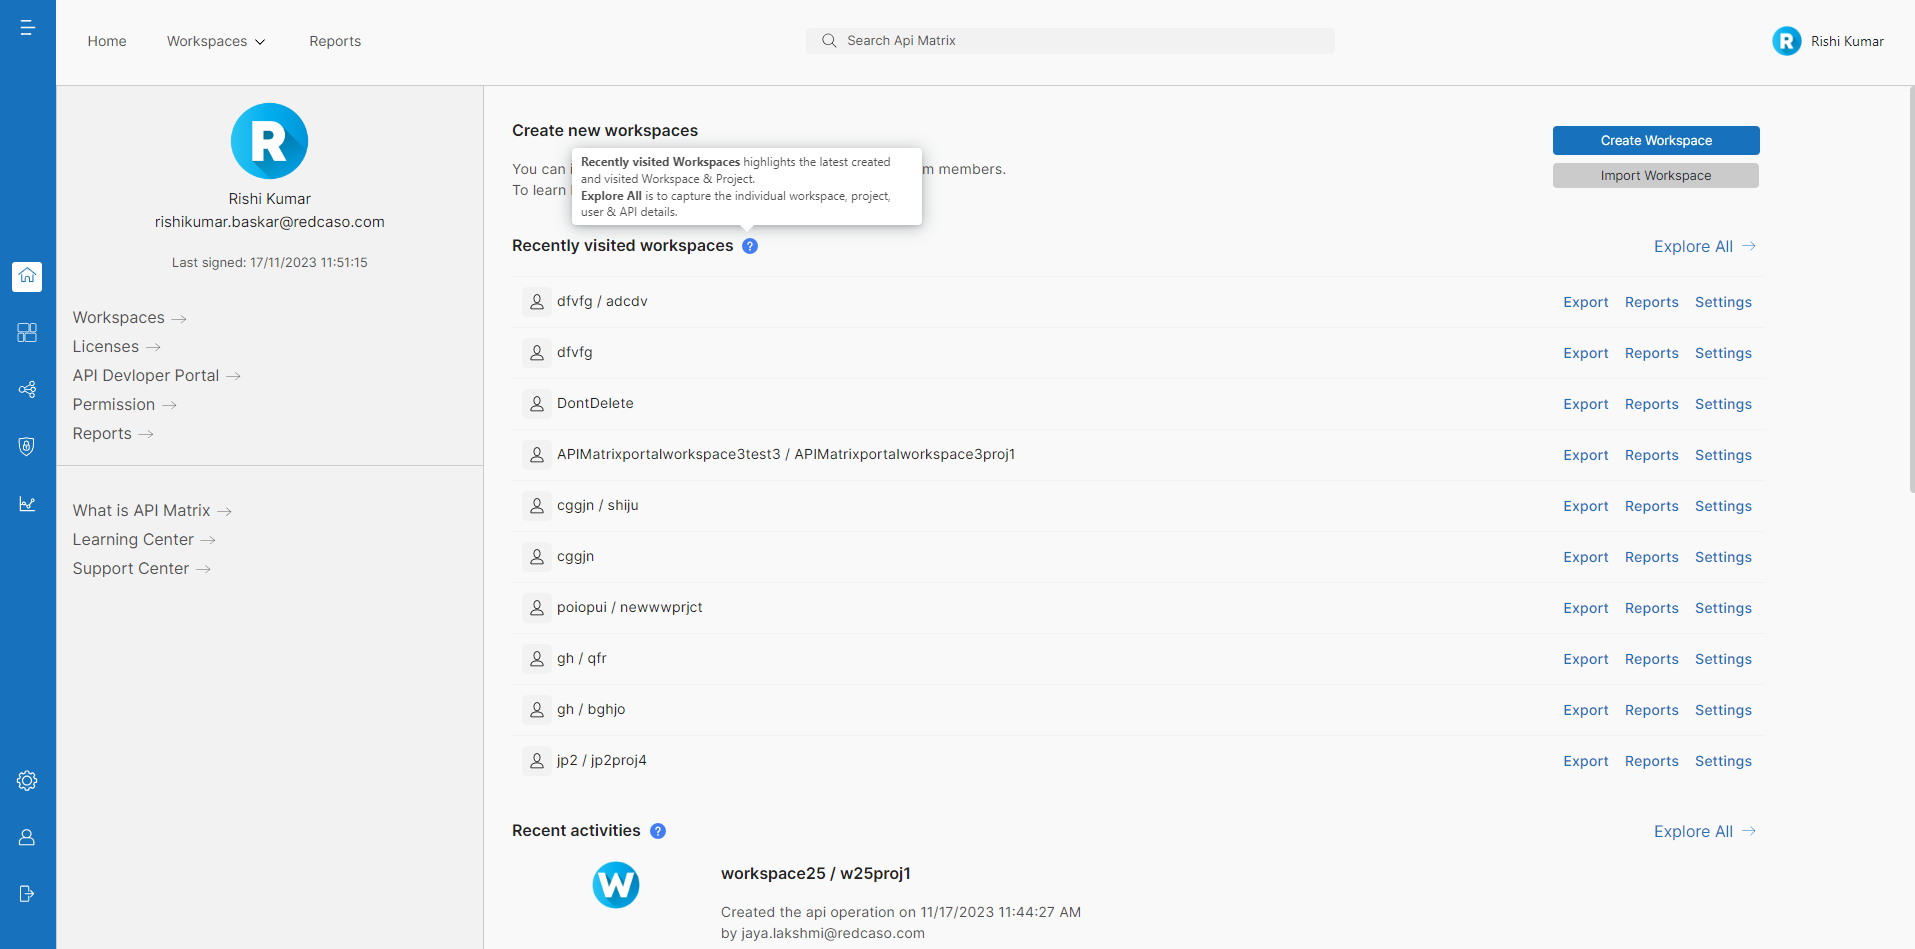 Home
Workspaces
Reports
Search Api Matrix
R
Rishi Kumar
R
Rishi Kumar
rishikumar.baskar@redcaso.com
Last signed: 17/11/2023 11:51:15
Workspaces
Licenses
API Devloper Portal
Permission
Reports
What is API Matrix
Learning Center
Support Center
Create new workspaces
You can
m members.
To learn
Create Workspace
Import Workspace
Recently visited Workspaces highlights the latest created
and visited Workspace & Project.
Explore All is to capture the individual workspace, project,
user & API details.
Recently visited workspaces ?
Explore All
dfvfg / adcdv Export Reports Settings
dfvfg Export Reports Settings
DontDelete Export Reports Settings
APIMatrixportalworkspace3test3 / APIMatrixportalworkspace3proj1 Export Reports Settings
cggjn / shiju Export Reports Settings
cggjn Export Reports Settings
poiopui / newwwprjct Export Reports Settings
gh / qfr Export Reports Settings
gh / bghjo Export Reports Settings
jp2 / jp2proj4 Export Reports Settings
Recent activities ?
Explore All
W
workspace25 / w25proj1
Created the api operation on 11/17/2023 11:44:27 AM
by jaya.lakshmi@redcaso.com